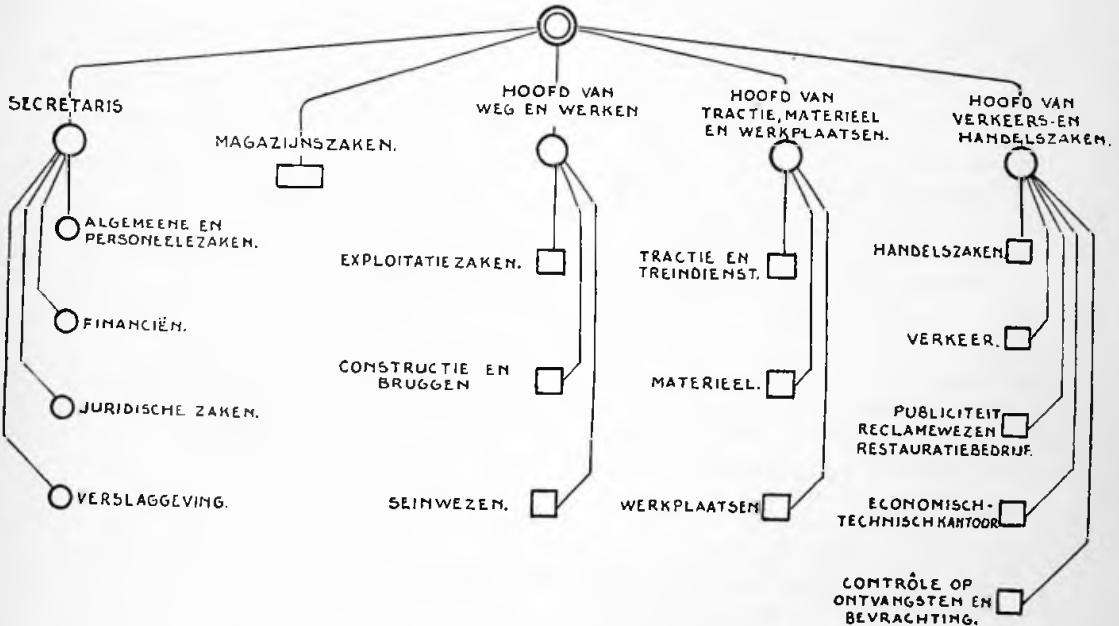 SECRETARIS
ALGEMEENE EN
PERSONEELEZAKEN.
FINANCIËN.
JURIDISCHE ZAKEN.
VERSLAGGEVING.
MAGAZIJNSZAKEN.
HOOFD VAN
WEG EN WERKEN
EXPLOITATIEZAKEN.
CONSTRUCTIE EN
BRUGGEN
SEINWEZEN.
HOOFD VAN
TRACTIE, MATERIEEL
EN WERKPLAATSEN.
TRACTIE EN
TREINDIENST.
MATERIEEL.
WERKPLAATSEN
HOOFD VAN
VERKEERS-EN
HANDELSZAKEN.
HANDELSZAKEN.
VERKEER.
PUBLICITEIT
RECLAMEWEZEN
RESTAURATIEBEDRIJF.
ECONOMISCH-
TECHNISCH KANTOOR
CONTRÔLE OP
ONTVANGSTEN EN
BEVRACHTING.